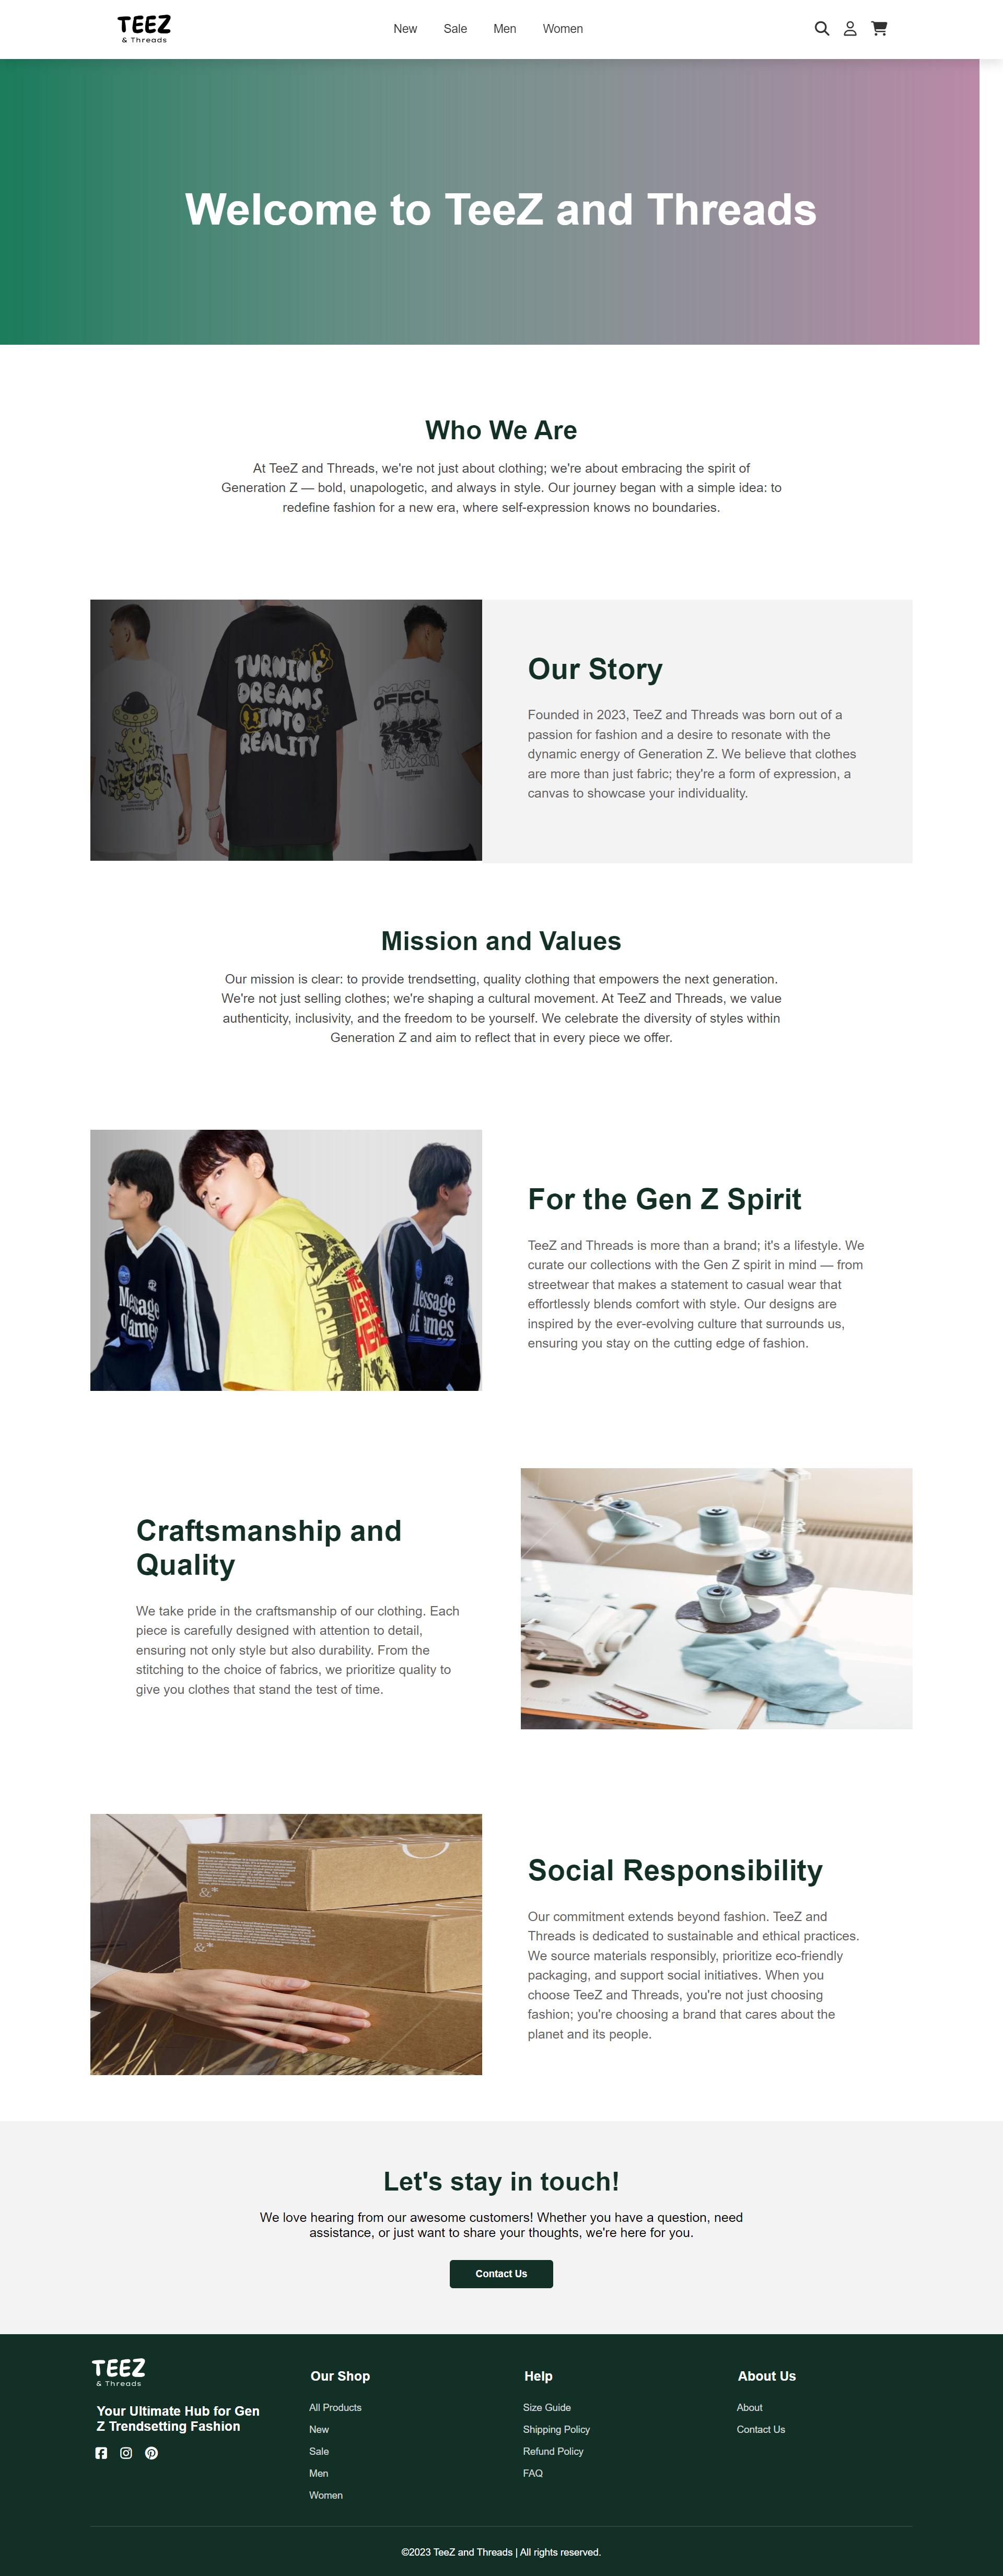 TEEZ
& Threads
New Sale Men Women
Welcome to TeeZ and Threads
Who We Are
At TeeZ and Threads, we're not just about clothing; we're about embracing the spirit of
Generation Z — bold, unapologetic, and always in style. Our journey began with a simple idea: to
redefine fashion for a new era, where self-expression knows no boundaries.
TURNING
DREAMS
INTO
REALITY
MAN
OFFCL
Our Story
Founded in 2023, TeeZ and Threads was born out of a
passion for fashion and a desire to resonate with the
dynamic energy of Generation Z. We believe that clothes
are more than just fabric; they're a form of expression, a
canvas to showcase your individuality.
Mission and Values
Our mission is clear: to provide trendsetting, quality clothing that empowers the next generation.
We're not just selling clothes; we're shaping a cultural movement. At TeeZ and Threads, we value
authenticity, inclusivity, and the freedom to be yourself. We celebrate the diversity of styles within
Generation Z and aim to reflect that in every piece we offer.
Message
of ames
Message
of ames
For the Gen Z Spirit
TeeZ and Threads is more than a brand; it's a lifestyle. We
curate our collections with the Gen Z spirit in mind — from
streetwear that makes a statement to casual wear that
effortlessly blends comfort with style. Our designs are
inspired by the ever-evolving culture that surrounds us,
ensuring you stay on the cutting edge of fashion.
Craftsmanship and
Quality
We take pride in the craftsmanship of our clothing. Each
piece is carefully designed with attention to detail,
ensuring not only style but also durability. From the
stitching to the choice of fabrics, we prioritize quality to
give you clothes that stand the test of time.
&*
&*
Social Responsibility
Our commitment extends beyond fashion. TeeZ and
Threads is dedicated to sustainable and ethical practices.
We source materials responsibly, prioritize eco-friendly
packaging, and support social initiatives. When you
choose TeeZ and Threads, you're not just choosing
fashion; you're choosing a brand that cares about the
planet and its people.
Let's stay in touch!
We love hearing from our awesome customers! Whether you have a question, need
assistance, or just want to share your thoughts, we're here for you.
Contact Us
TEEZ
& Threads
Your Ultimate Hub for Gen
Z Trendsetting Fashion
Our Shop
All Products
New
Sale
Men
Women
Help
Size Guide
Shipping Policy
Refund Policy
FAQ
About Us
About
Contact Us
©2023 TeeZ and Threads | All rights reserved.